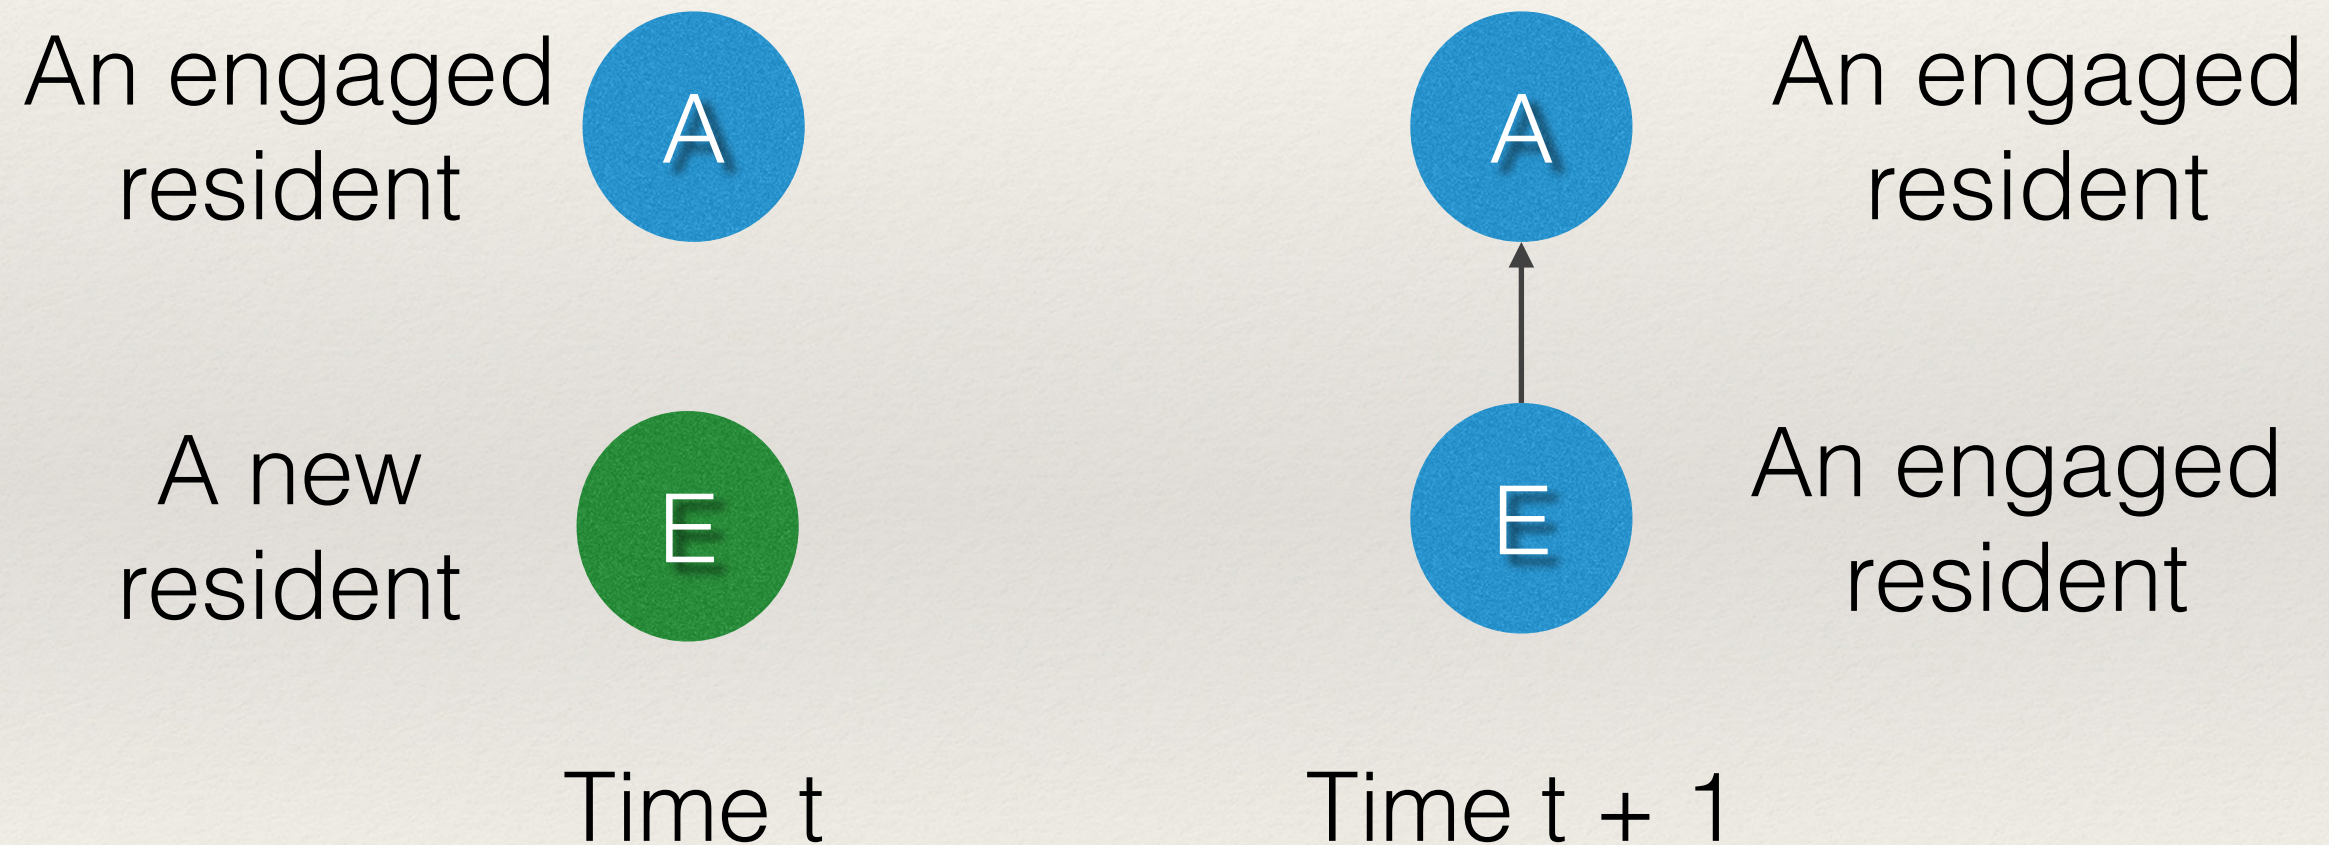 An engaged
resident
A
A
An engaged
resident
A new
resident
E
E
An engaged
resident
Time t
Time t + 1